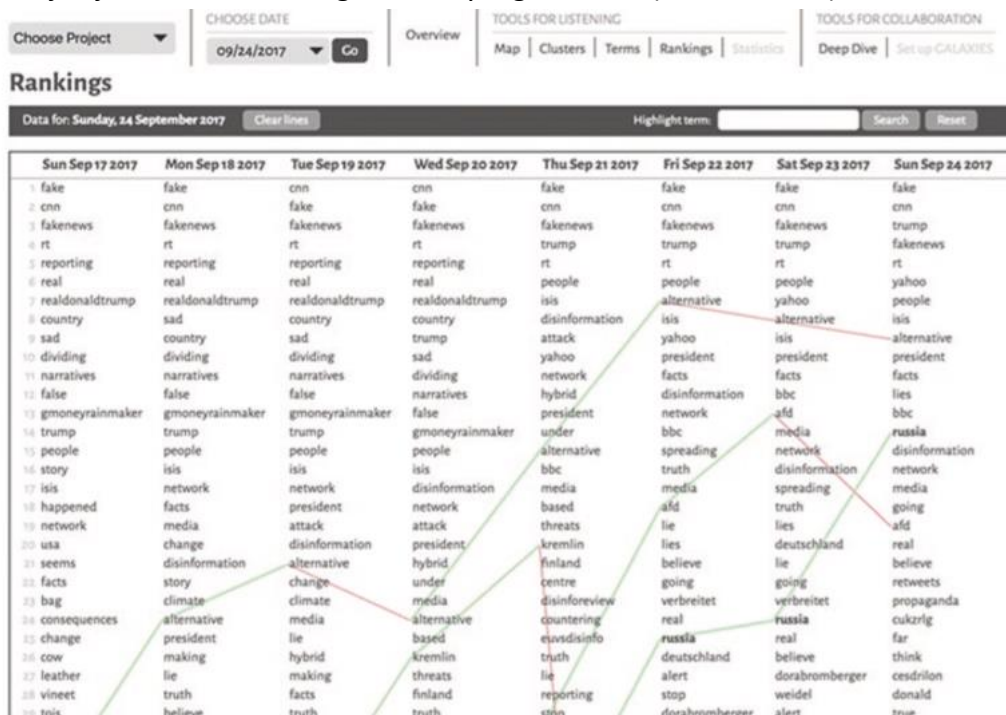 CHOOSE DATE TOOLS FOR LISTENING TOOLS FOR COLLABORATION
Choose Project 09/24/2017 Go Overview Map Clusters Terms Rankings Statistics Deep Dive Set up GALAXIES
Rankings
Data for: Sunday, 24 September 2017 Clear lines Highlight term: Search Reset
Sun Sep 17 2017 Mon Sep 18 2017 Tue Sep 19 2017 Wed Sep 20 2017 Thu Sep 21 2017 Fri Sep 22 2017 Sat Sep 23 2017 Sun Sep 24 2017
1 fake fake cnn cnn fake fake fake fake
2 cnn cnn fake fake cnn cnn cnn cnn
3 fakenews fakenews fakenews fakenews fakenews fakenews fakenews trump
4 rt rt rt rt trump trump trump fakenews
5 reporting reporting reporting reporting rt rt rt rt
6 real real real real people people people yahoo
7 realdonaldtrump realdonaldtrump realdonaldtrump realdonaldtrump isis alternative yahoo people
8 country sad country country disinformation isis alternative isis
9 sad country sad trump attack yahoo isis alternative
10 dividing dividing dividing sad yahoo president president president
11 narratives narratives narratives dividing network facts facts facts
12 false false false narratives hybrid disinformation bbc lies
13 gmoneyrainmaker gmoneyrainmaker gmoneyrainmaker false president network afd bbc
14 trump trump trump gmoneyrainmaker under bbc media russia
15 people people people people alternative spreading network disinformation
16 story isis isis isis bbc truth disinformation network
17 isis network network disinformation media media spreading media
18 happened facts president network based afd truth going
19 network media attack attack threats lie lies afd
20 usa change disinformation president kremlin lies deutschland real
21 seems disinformation alternative hybrid finland believe lie believe
22 facts story change under centre going going retweets
23 bag climate climate media disinforeview verbreitet verbreitet propaganda
24 consequences alternative media alternative countering real russia cukzrlg
25 change president lie based euvsdisinfo russia real far
26 cow making hybrid kremlin truth deutschland believe think
27 leather lie making threats lie alert dorabromberger cesdrilon
28 vineet truth facts finland reporting stop weidel donald
believe truth truth stop dorabromberger alert true